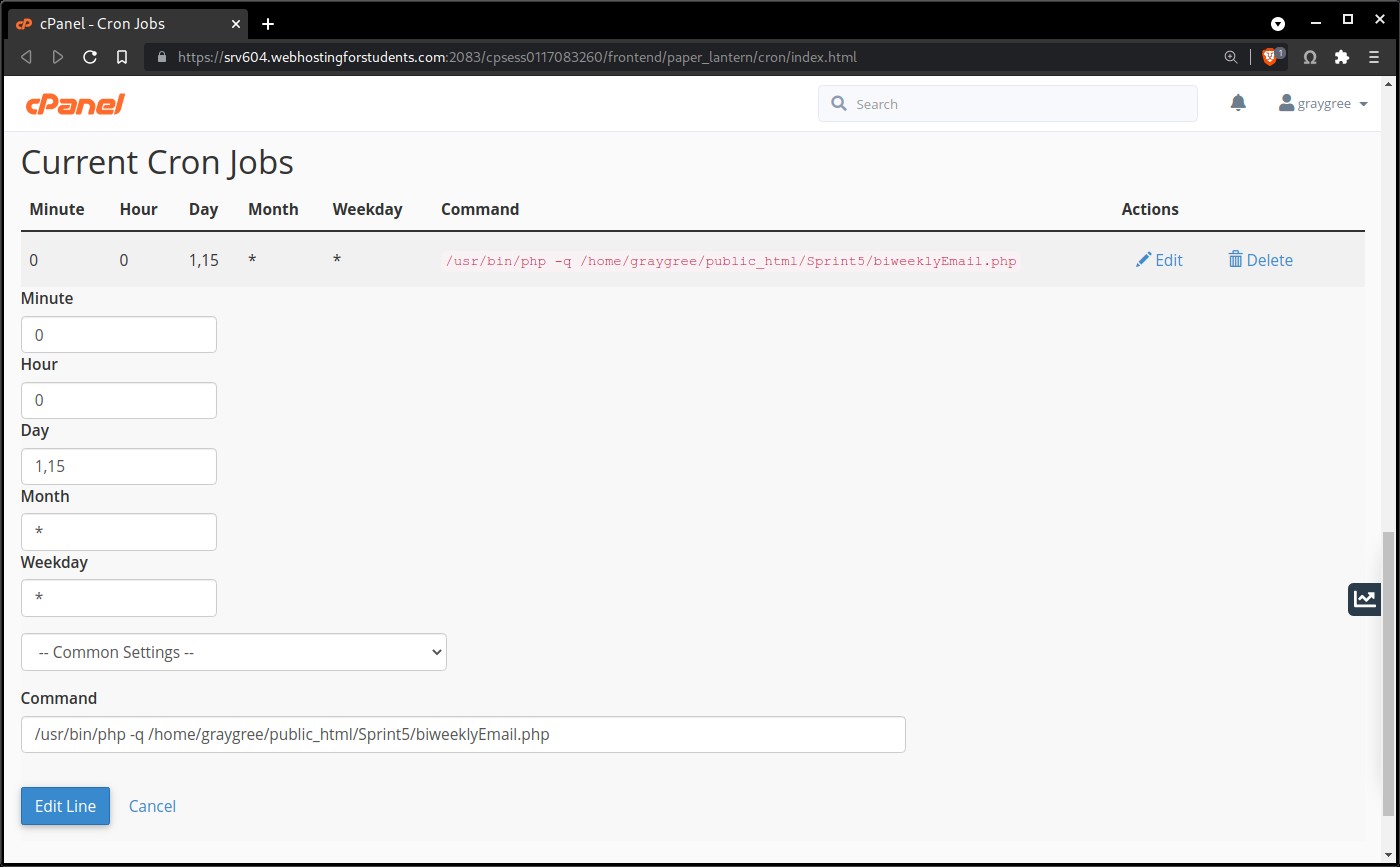 cPanel - Cron Jobs
https://srv604.webhostingforstudents.com:2083/cpsess0117083260/frontend/paper_lantern/cron/index.html
1
cPanel
Search
graygree
Current Cron Jobs
Minute Hour Day Month Weekday Command Actions
0 0 1,15 * * /usr/bin/php -q /home/graygree/public_html/Sprint5/biweeklyEmail.php Edit Delete
Minute
0
Hour
0
Day
1,15
Month
*
Weekday
*
-- Common Settings --
Command
/usr/bin/php -q /home/graygree/public_html/Sprint5/biweeklyEmail.php
Edit Line Cancel